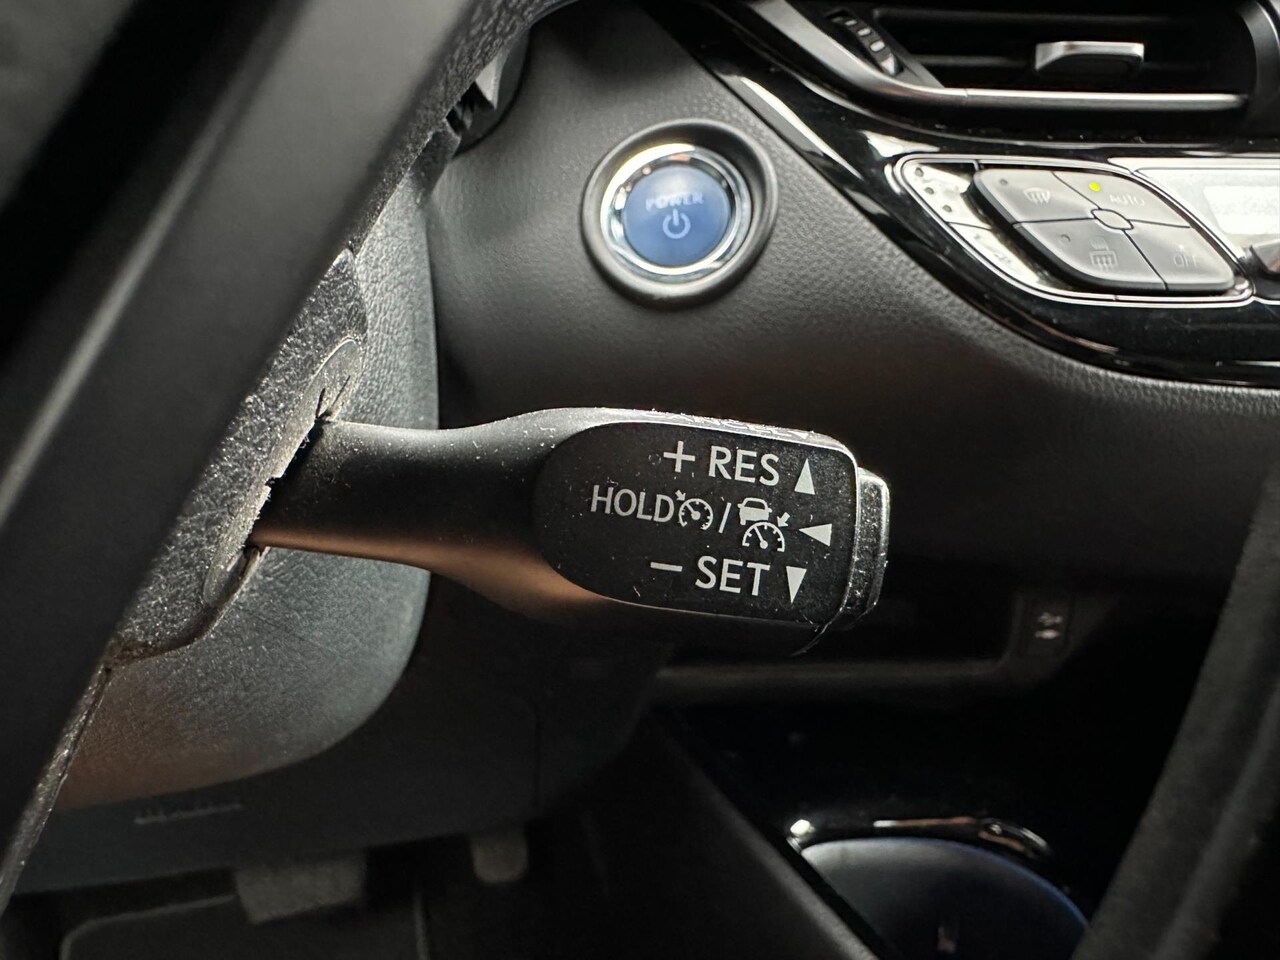 POWER
AUTO
OFF
+ RES ▲
HOLD / ◀
− SET ▼